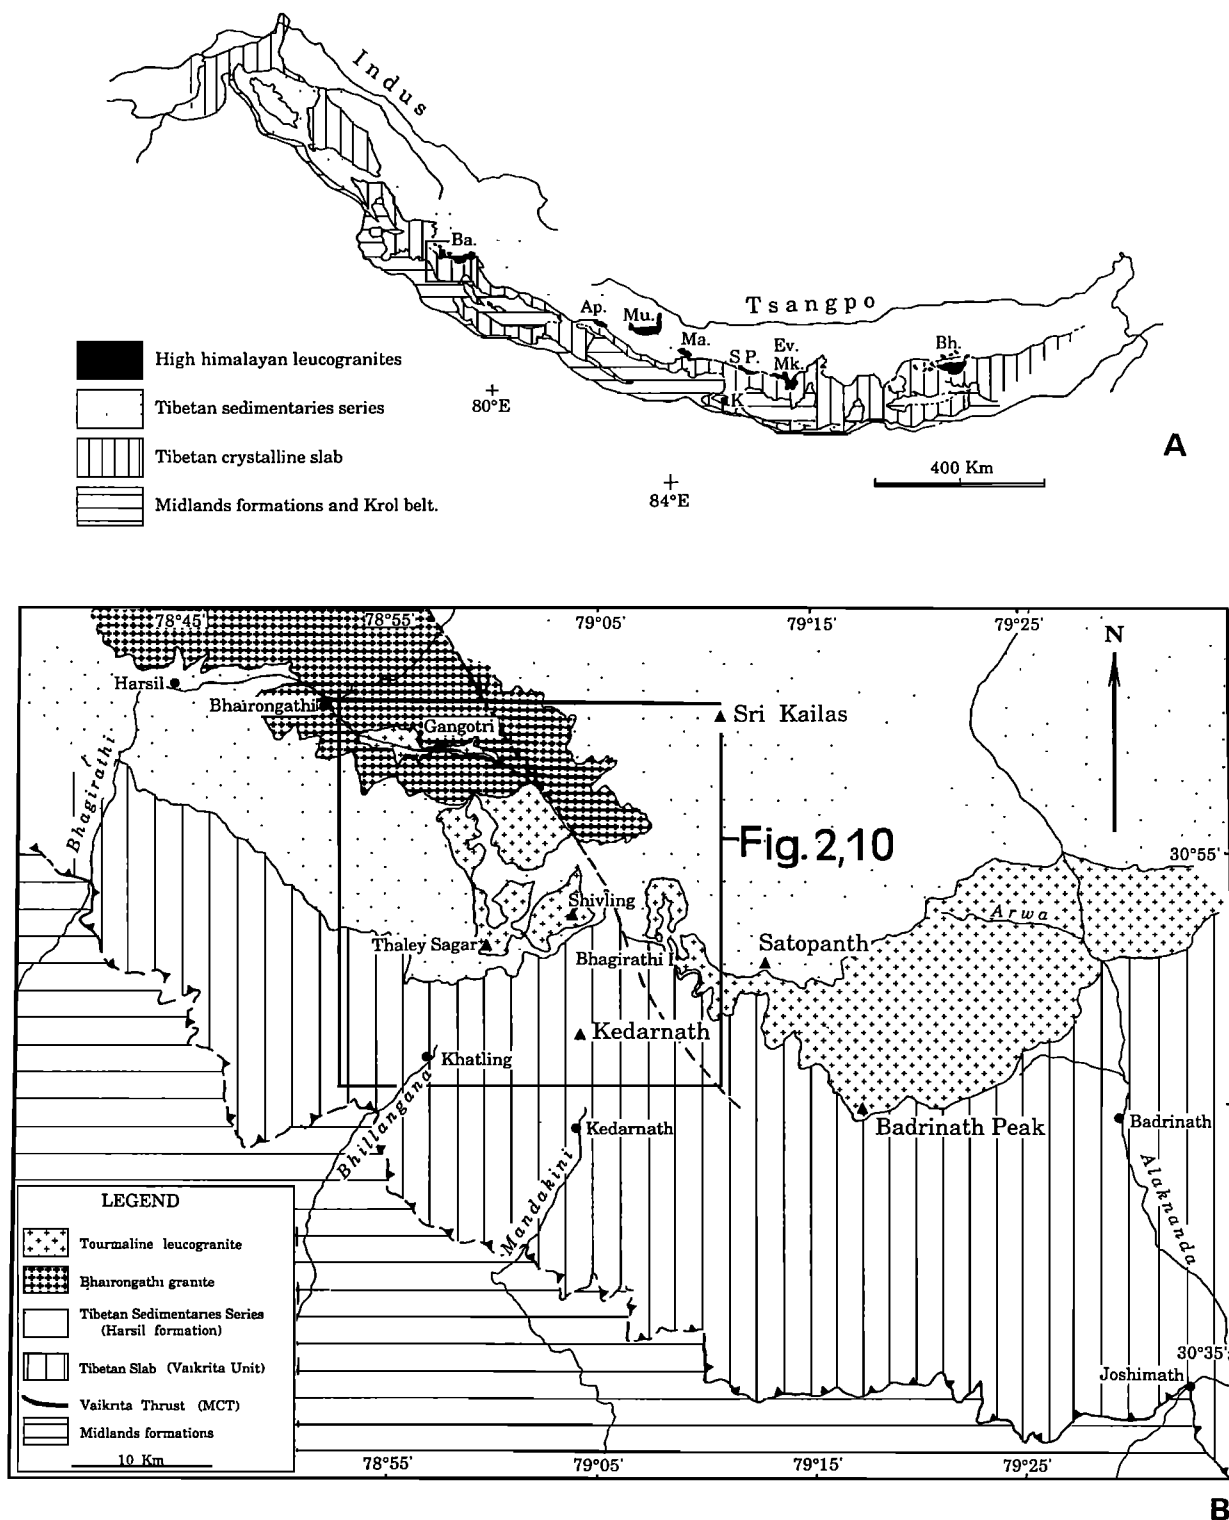 Indus
Ba.
Ap.
Mu.
Tsangpo
Ma.
S P.
Ev.
Mk.
Bh.
K
High himalayan leucogranites
Tibetan sedimentaries series
Tibetan crystalline slab
Midlands formations and Krol belt.
80°E
84°E
400 Km
A
78°45'
78°55'
79°05'
79°15'
79°25'
N
Harsil
Bhairongathi
Gangotri
Sri Kailas
Bhagirathi
Fig. 2,10
30°55'
Shivling
Arwa
Thaley Sagar
Satopanth
Bhagirathi I
Kedarnath
Khatling
Bhillangana
Badrinath Peak
Kedarnath
Badrinath
Mandakini
Alaknanda
LEGEND
Tourmaline leucogranite
Bhairongathi granite
Tibetan Sedimentaries Series
(Harsil formation)
Tibetan Slab (Vaikrita Unit)
Vaikrita Thrust (MCT)
Midlands formations
10 Km
30°35'
Joshimath
78°55'
79°05'
79°15'
79°25'
B